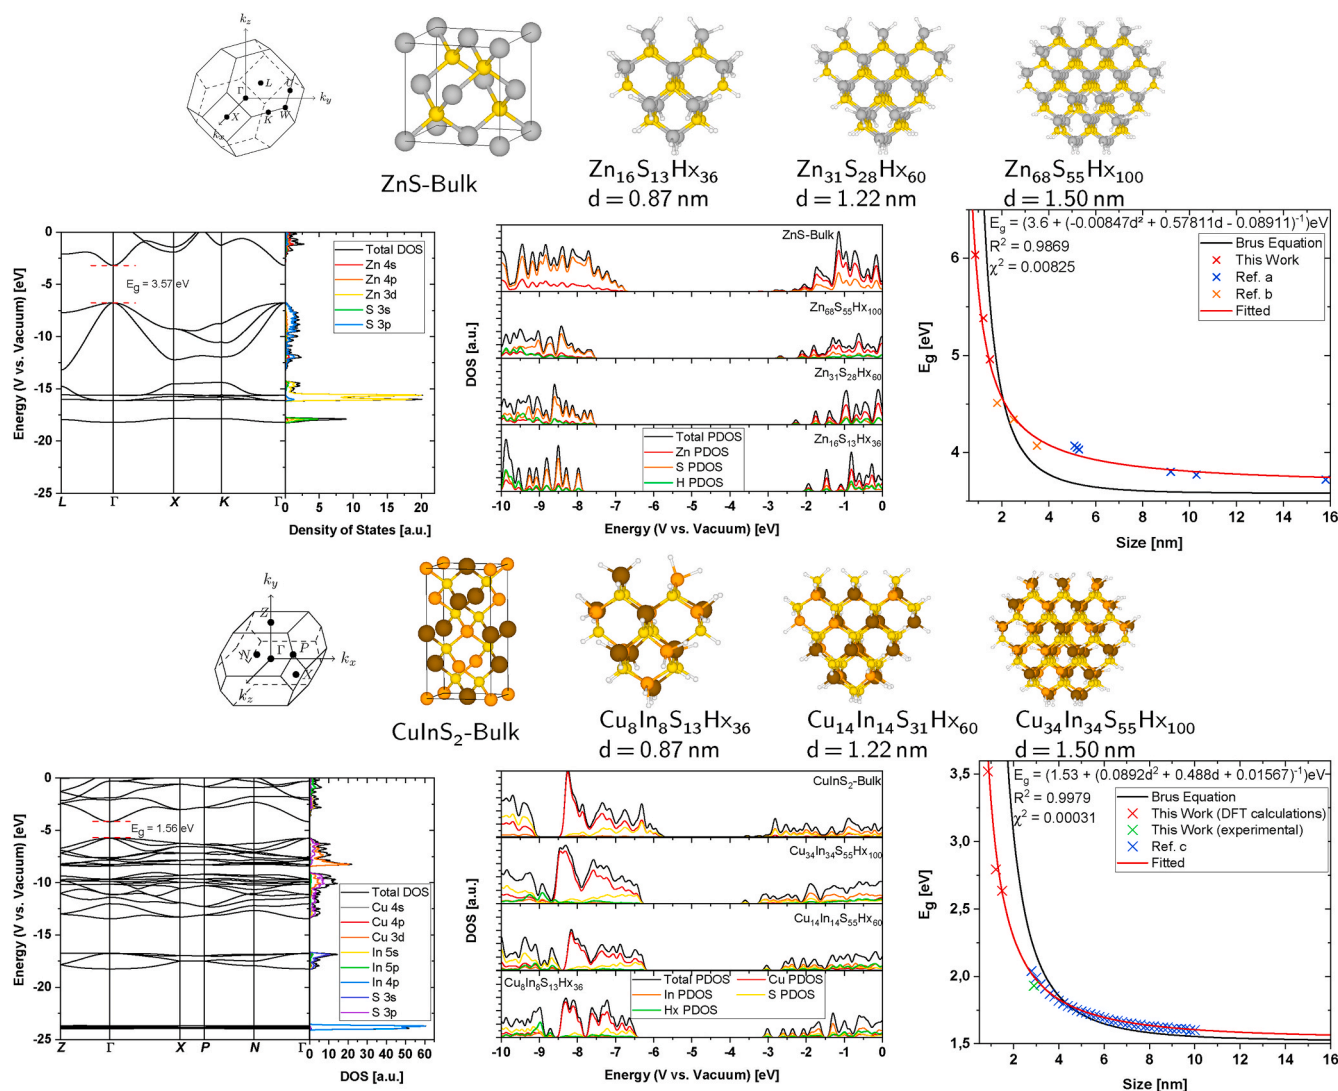 k_z
L
U
Γ
k_y
X
K
W
k_x
ZnS-Bulk
Zn₁₆S₁₃Hx₃₆
d = 0.87 nm
Zn₃₁S₂₈Hx₆₀
d = 1.22 nm
Zn₆₈S₅₅Hx₁₀₀
d = 1.50 nm
Energy (V vs. Vacuum) [eV]
0
-5
-10
-15
-20
-25
E_g = 3.57 eV
Total DOS
Zn 4s
Zn 4p
Zn 3d
S 3s
S 3p
L Γ X K Γ
0 5 10 15 20
Density of States [a.u.]
DOS [a.u.]
ZnS-Bulk
Zn₆₈S₅₅Hx₁₀₀
Zn₃₁S₂₈Hx₆₀
Zn₁₆S₁₃Hx₃₆
Total PDOS
Zn PDOS
S PDOS
H PDOS
-10 -9 -8 -7 -6 -5 -4 -3 -2 -1 0
Energy (V vs. Vacuum) [eV]
E_g = (3.6 + (-0.00847d² + 0.57811d - 0.08911)⁻¹)eV
R² = 0.9869
χ² = 0.00825
Brus Equation
This Work
Ref. a
Ref. b
Fitted
E_g [eV]
6
5
4
2 4 6 8 10 12 14 16
Size [nm]
k_y
Z
N
Γ
P
k_x
X
k_z
CuInS₂-Bulk
Cu₈In₈S₁₃Hx₃₆
d = 0.87 nm
Cu₁₄In₁₄S₃₁Hx₆₀
d = 1.22 nm
Cu₃₄In₃₄S₅₅Hx₁₀₀
d = 1.50 nm
Energy (V vs. Vacuum) [eV]
0
-5
-10
-15
-20
-25
E_g = 1.56 eV
Total DOS
Cu 4s
Cu 4p
Cu 3d
In 5s
In 5p
In 4p
S 3s
S 3p
Z Γ X P N Γ
0 10 20 30 40 50 60
DOS [a.u.]
DOS [a.u.]
CuInS₂-Bulk
Cu₃₄In₃₄S₅₅Hx₁₀₀
Cu₁₄In₁₄S₅₅Hx₆₀
Cu₈In₈S₁₃Hx₃₆
Total PDOS
Cu PDOS
In PDOS
S PDOS
Hx PDOS
-10 -9 -8 -7 -6 -5 -4 -3 -2 -1 0
Energy (V vs. Vacuum) [eV]
E_g = (1.53 + (0.0892d² + 0.488d + 0.01567)⁻¹)eV
R² = 0.9979
χ² = 0.00031
Brus Equation
This Work (DFT calculations)
This Work (experimental)
Ref. c
Fitted
E_g [eV]
3,5
3,0
2,5
2,0
1,5
2 4 6 8 10 12 14 16
Size [nm]